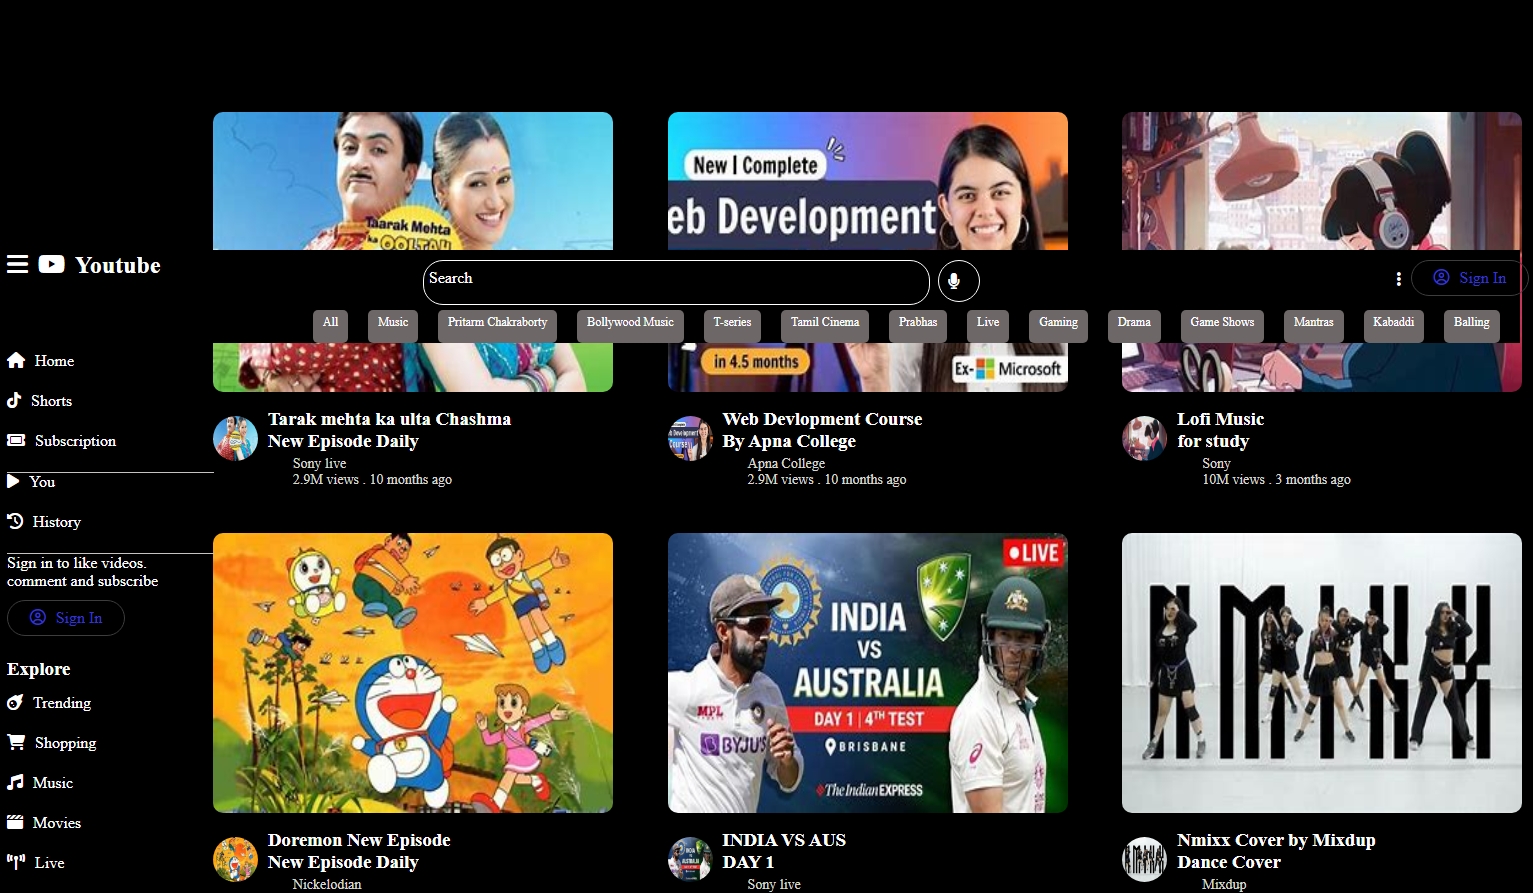 Taarak Mehta
ka OOLTAH
New | Complete
eb Development
Youtube
Search
Sign In
All
Music
Pritarm Chakraborty
Bollywood Music
T-series
Tamil Cinema
Prabhas
Live
Gaming
Drama
Game Shows
Mantras
Kabaddi
Balling
in 4.5 months
Ex-
Microsoft
Home
Shorts
Subscription
You
History
Sign in to like videos.
comment and subscribe
Sign In
Explore
Trending
Shopping
Music
Movies
Live
Tarak mehta ka ulta Chashma
New Episode Daily
Sony live
2.9M views . 10 months ago
Web Devlopment Course
By Apna College
Apna College
2.9M views . 10 months ago
Lofi Music
for study
Sony
10M views . 3 months ago
LIVE
INDIA
VS
AUSTRALIA
DAY 1 | 4TH TEST
BRISBANE
MPL
BYJU'S
The Indian EXPRESS
NMIXX
Doremon New Episode
New Episode Daily
Nickelodian
INDIA VS AUS
DAY 1
Sony live
Nmixx Cover by Mixdup
Dance Cover
Mixdup